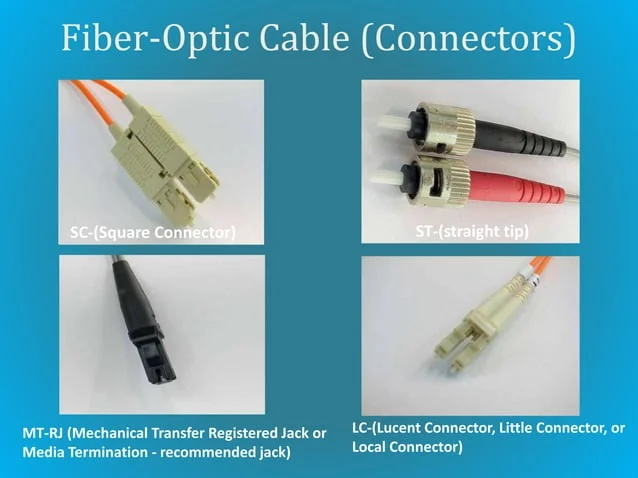 Fiber-Optic Cable (Connectors)
SC-(Square Connector)
ST-(straight tip)
MT-RJ (Mechanical Transfer Registered Jack or
Media Termination - recommended jack)
LC-(Lucent Connector, Little Connector, or
Local Connector)